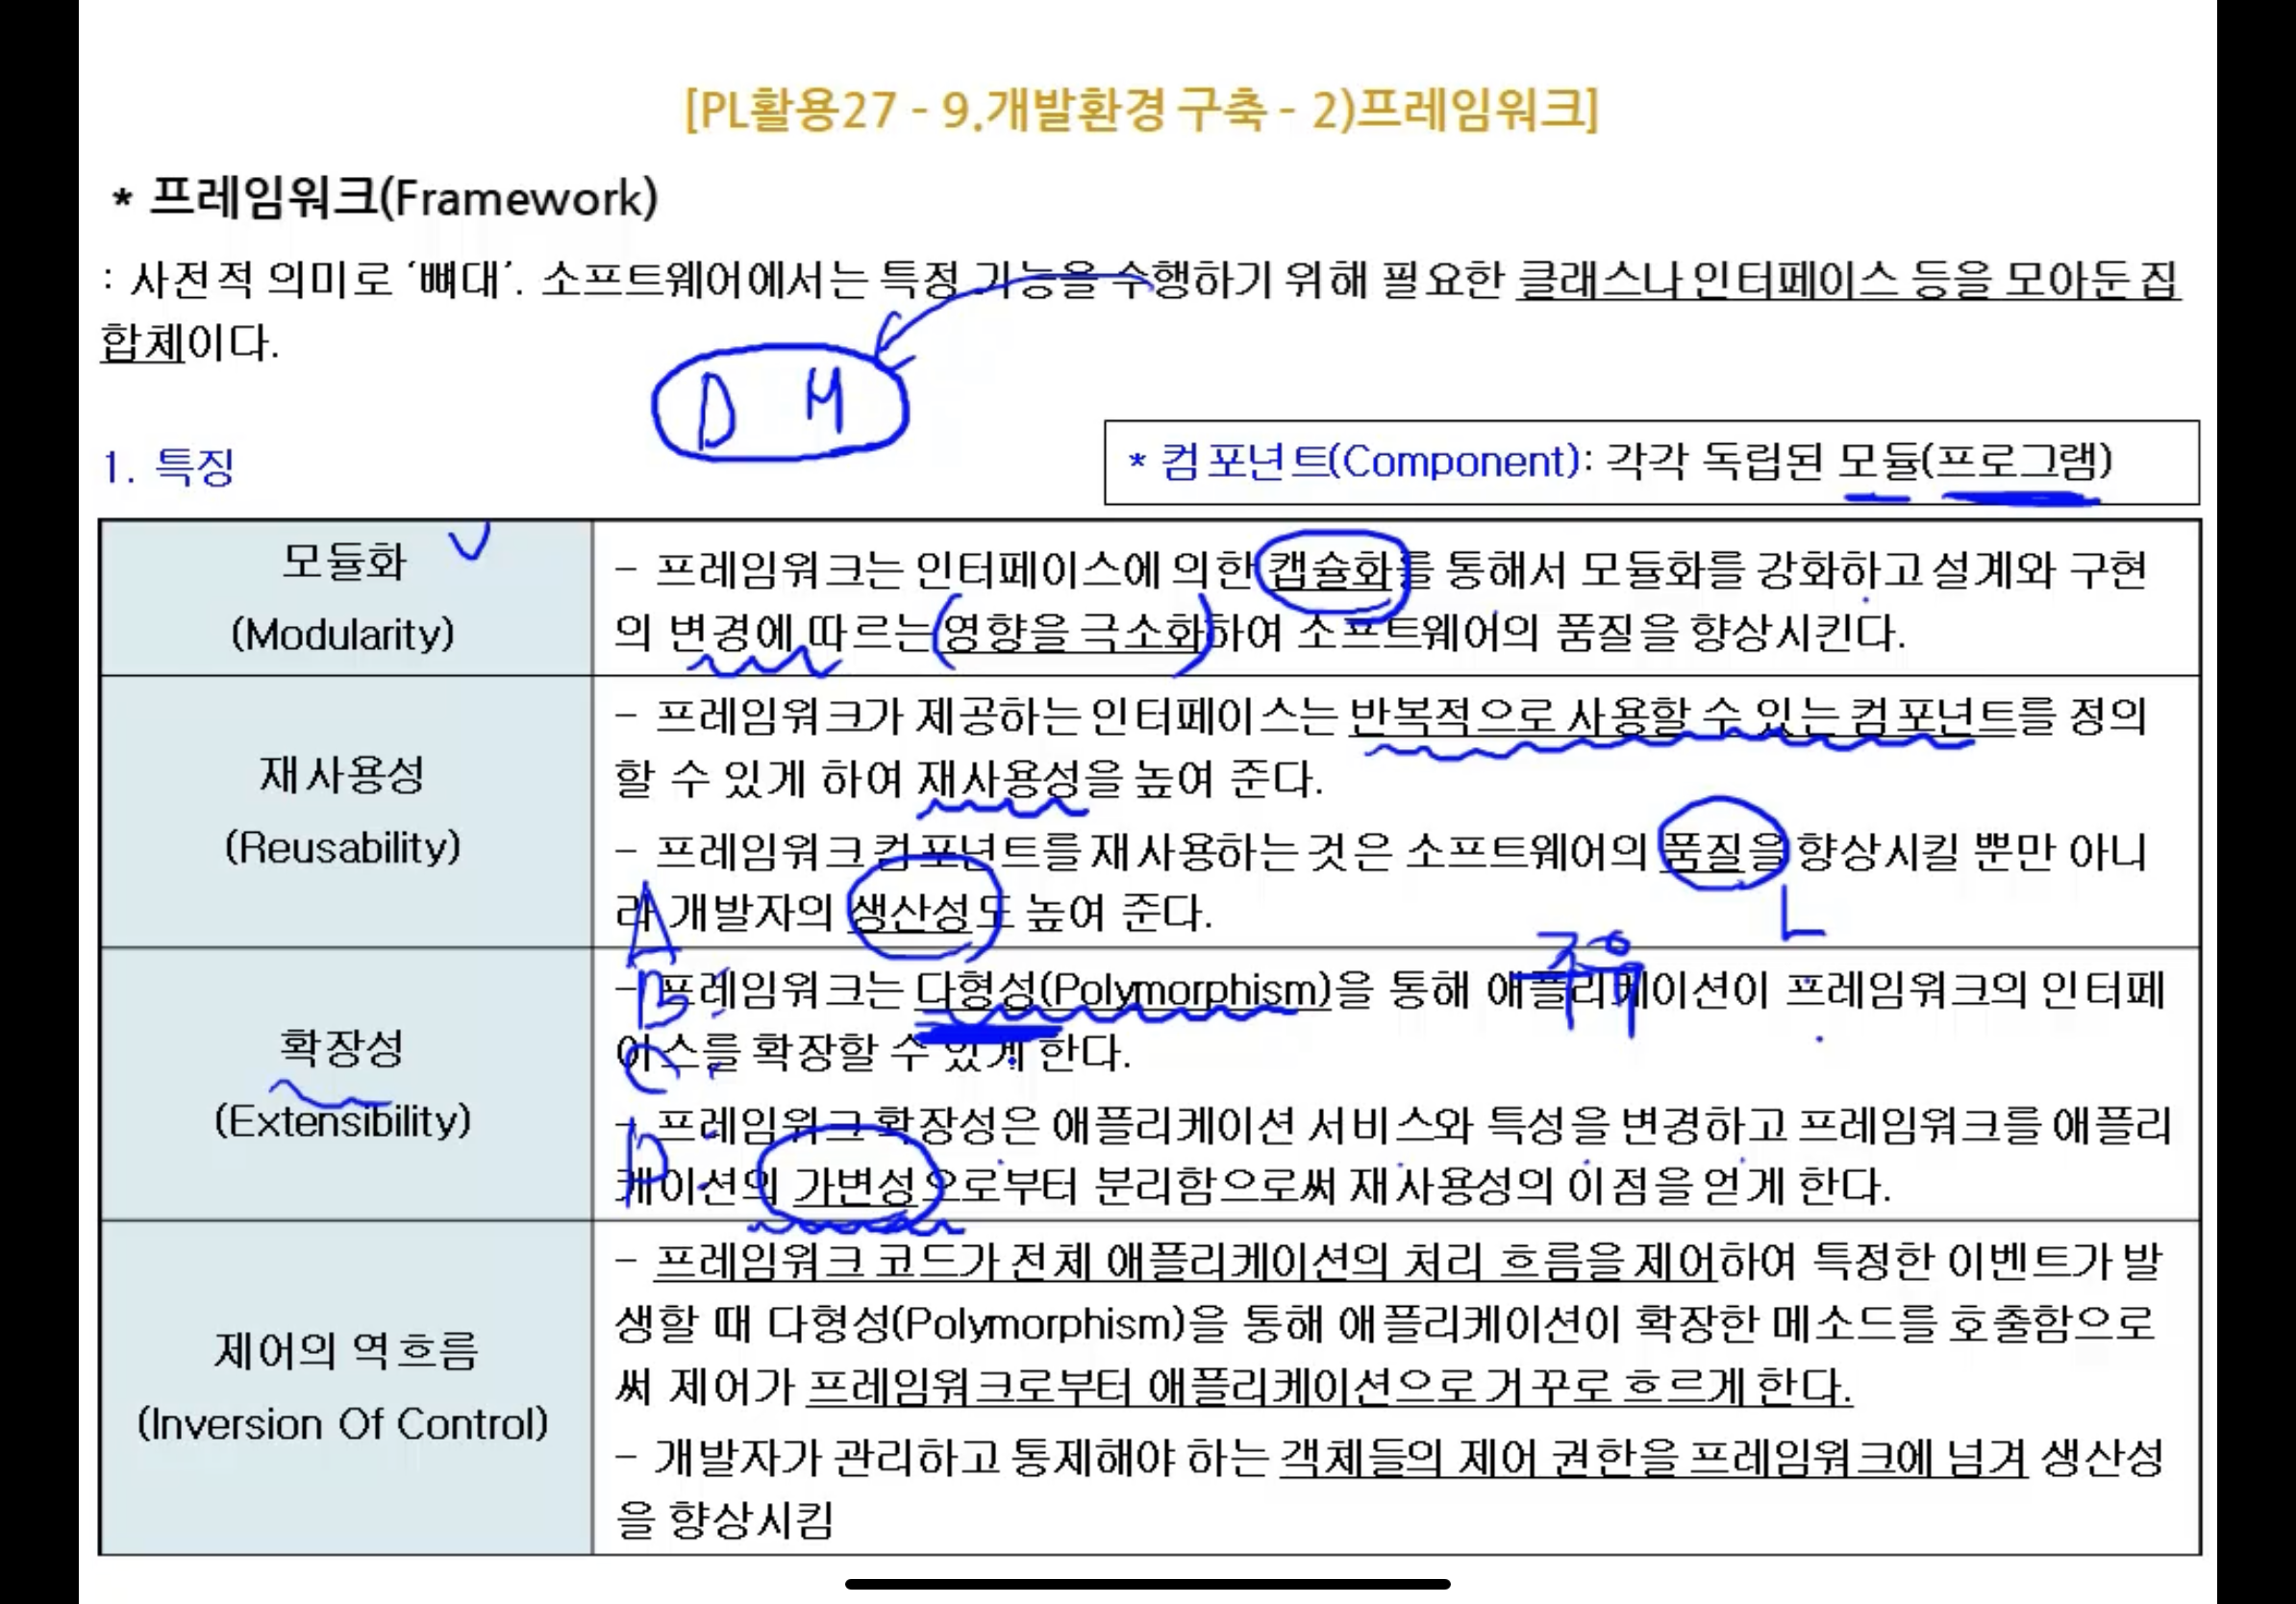 [PL활용27 - 9.개발환경 구축 - 2)프레임워크]
* 프레임워크(Framework)
: 사전적 의미로 ‘뼈대’. 소프트웨어에서는 특정 기능을 수행하기 위해 필요한 클래스나 인터페이스 등을 모아둔 집
합체이다.
D M
1. 특징
* 컴포넌트(Component): 각각 독립된 모듈(프로그램)
모듈화
(Modularity)
- 프레임워크는 인터페이스에 의한 캡슐화를 통해서 모듈화를 강화하고 설계와 구현
의 변경에 따르는 영향을 극소화하여 소프트웨어의 품질을 향상시킨다.
재사용성
(Reusability)
- 프레임워크가 제공하는 인터페이스는 반복적으로 사용할 수 있는 컴포넌트를 정의
할 수 있게 하여 재사용성을 높여 준다.
- 프레임워크 컴포넌트를 재사용하는 것은 소프트웨어의 품질을 향상시킬 뿐만 아니
라 개발자의 생산성도 높여 준다.
A
B
C
D
확장성
(Extensibility)
- 프레임워크는 다형성(Polymorphism)을 통해 애플리케이션이 프레임워크의 인터페
이스를 확장할 수 있게 한다.
- 프레임워크 확장성은 애플리케이션 서비스와 특성을 변경하고 프레임워크를 애플리
케이션의 가변성으로부터 분리함으로써 재사용성의 이점을 얻게 한다.
제어의 역흐름
(Inversion Of Control)
- 프레임워크 코드가 전체 애플리케이션의 처리 흐름을 제어하여 특정한 이벤트가 발
생할 때 다형성(Polymorphism)을 통해 애플리케이션이 확장한 메소드를 호출함으로
써 제어가 프레임워크로부터 애플리케이션으로 거꾸로 흐르게 한다.
- 개발자가 관리하고 통제해야 하는 객체들의 제어 권한을 프레임워크에 넘겨 생산성
을 향상시킴